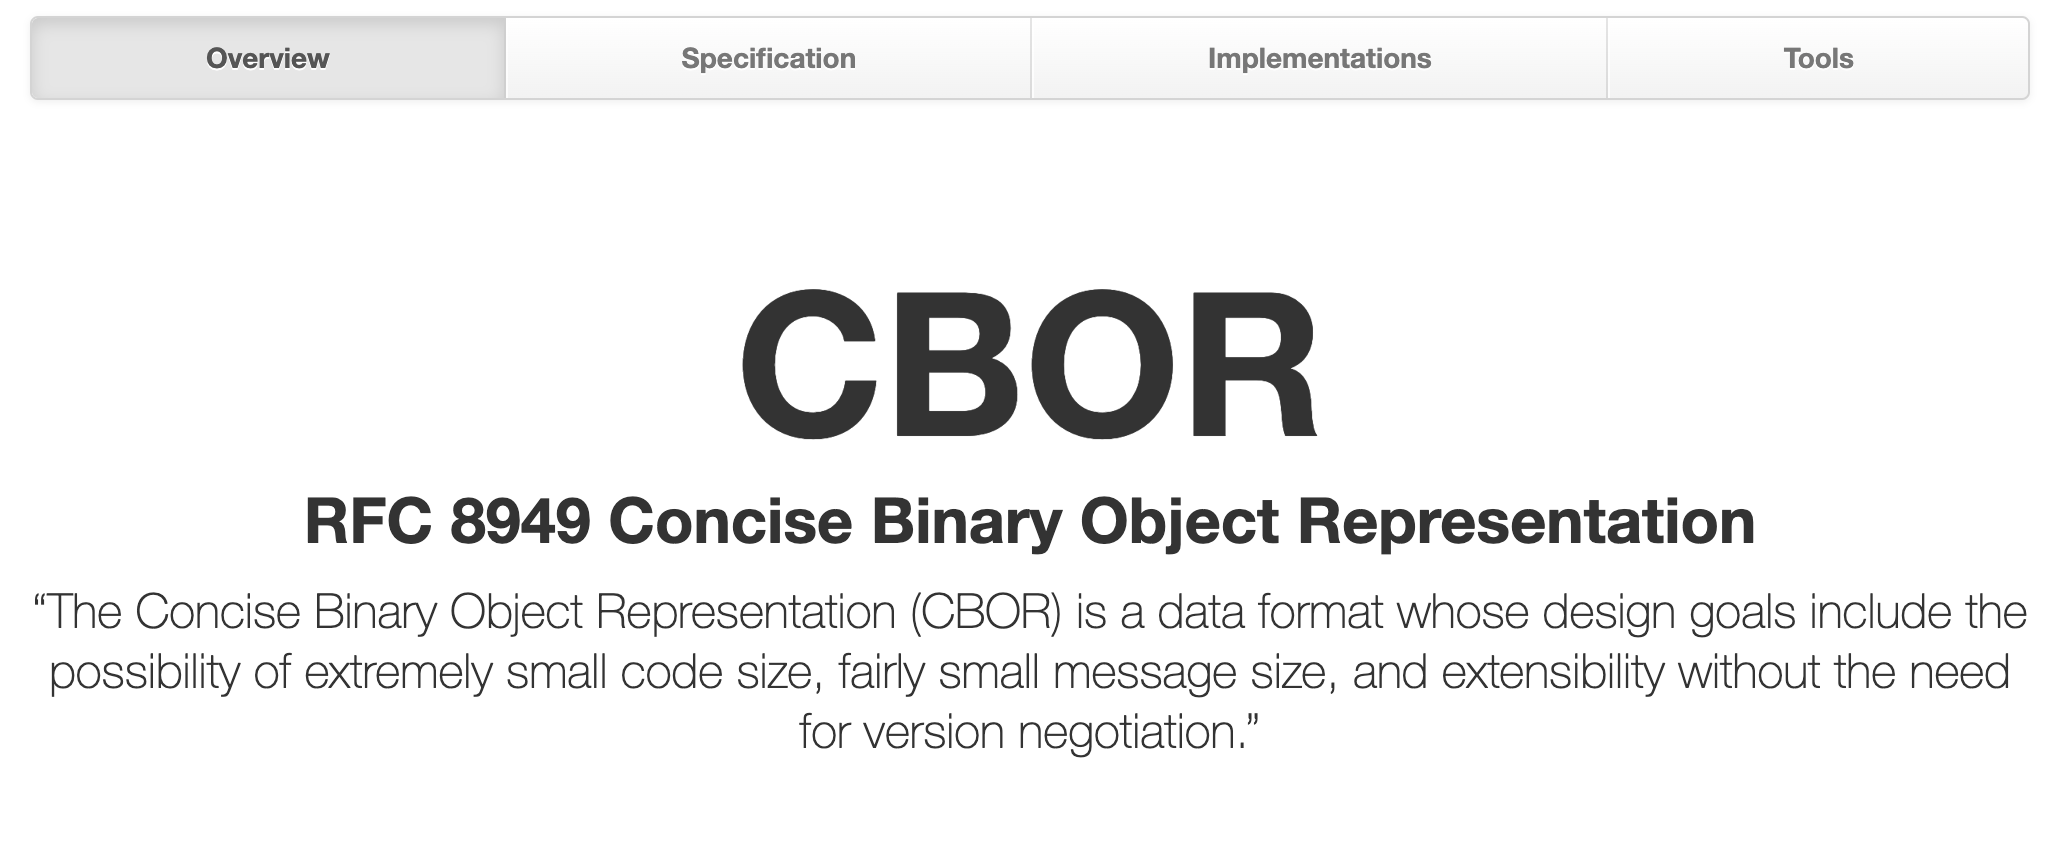 Overview
Specification
Implementations
Tools
CBOR
RFC 8949 Concise Binary Object Representation
“The Concise Binary Object Representation (CBOR) is a data format whose design goals include the
possibility of extremely small code size, fairly small message size, and extensibility without the need
for version negotiation.”